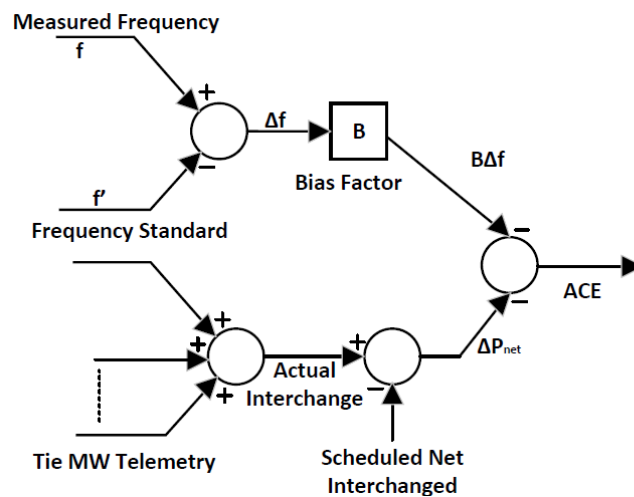 Measured Frequency
f
+
Δf
B
−
Bias Factor
BΔf
f’
Frequency Standard
−
ACE
−
+
+
+
+
Actual
Interchange
−
ΔPnet
Tie MW Telemetry
Scheduled Net
Interchanged